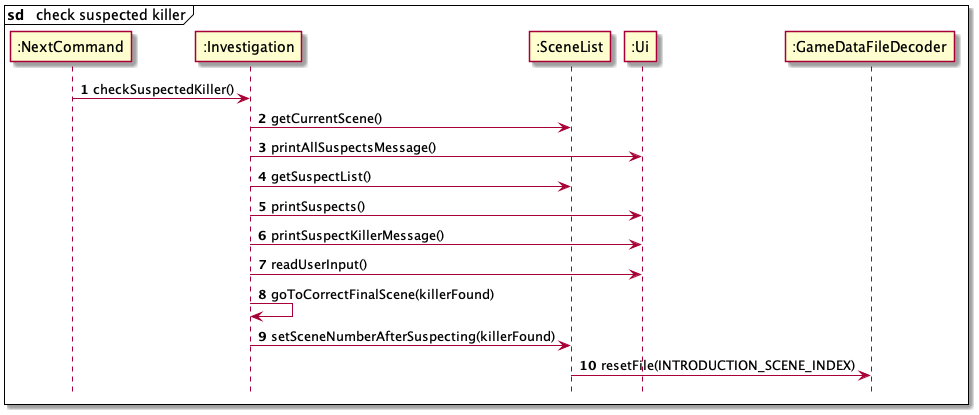 sd check suspected killer
:NextCommand :Investigation :SceneList :Ui :GameDataFileDecoder
1 checkSuspectedKiller()
2 getCurrentScene()
3 printAllSuspectsMessage()
4 getSuspectList()
5 printSuspects()
6 printSuspectKillerMessage()
7 readUserInput()
8 goToCorrectFinalScene(killerFound)
9 setSceneNumberAfterSuspecting(killerFound)
10 resetFile(INTRODUCTION_SCENE_INDEX)